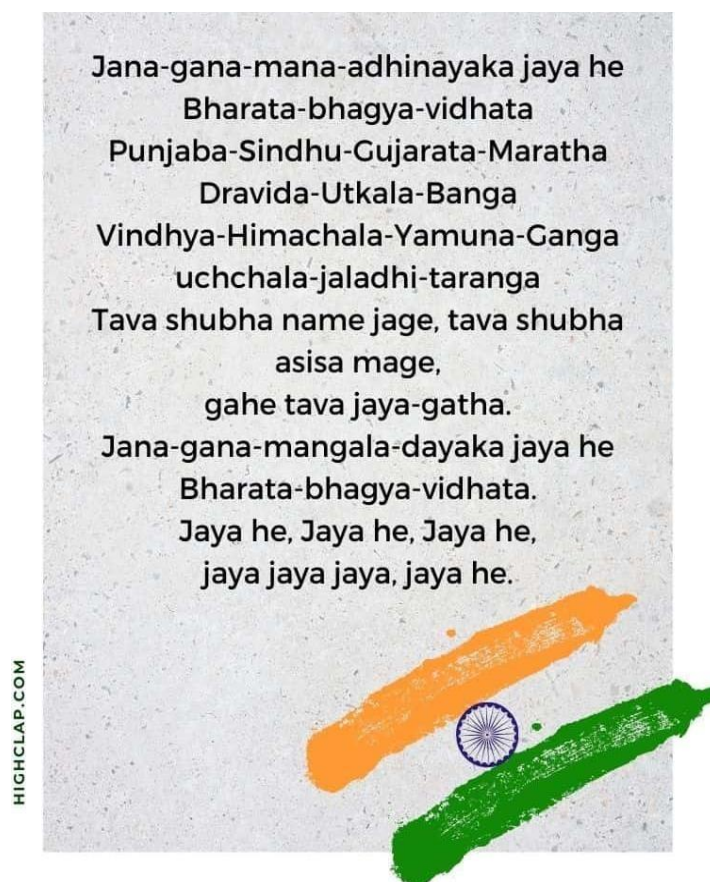 Jana-gana-mana-adhinayaka jaya he
Bharata-bhagya-vidhata
Punjaba-Sindhu-Gujarata-Maratha
Dravida-Utkala-Banga
Vindhya-Himachala-Yamuna-Ganga
uchchala-jaladhi-taranga
Tava shubha name jage, tava shubha
asisa mage,
gahe tava jaya-gatha.
Jana-gana-mangala-dayaka jaya he
Bharata-bhagya-vidhata.
Jaya he, Jaya he, Jaya he,
jaya jaya jaya, jaya he.
HIGHCLAP.COM